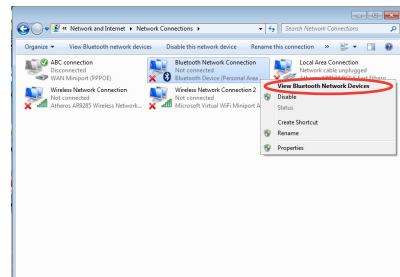 « Network and Internet ▸ Network Connections ▸
Search Network Connections
Organize ▾ View Bluetooth network devices Disable this network device Rename this connection »
ABC connection
Disconnected
WAN Miniport (PPPOE)
Bluetooth Network Connection
Not connected
Bluetooth Device (Personal Area
Local Area Connection
Network cable unplugged
Wireless Network Connection
Not connected
Atheros AR9285 Wireless Network...
Wireless Network Connection 2
Not connected
Microsoft Virtual WiFi Miniport A
View Bluetooth Network Devices
Disable
Status
Create Shortcut
Rename
Properties